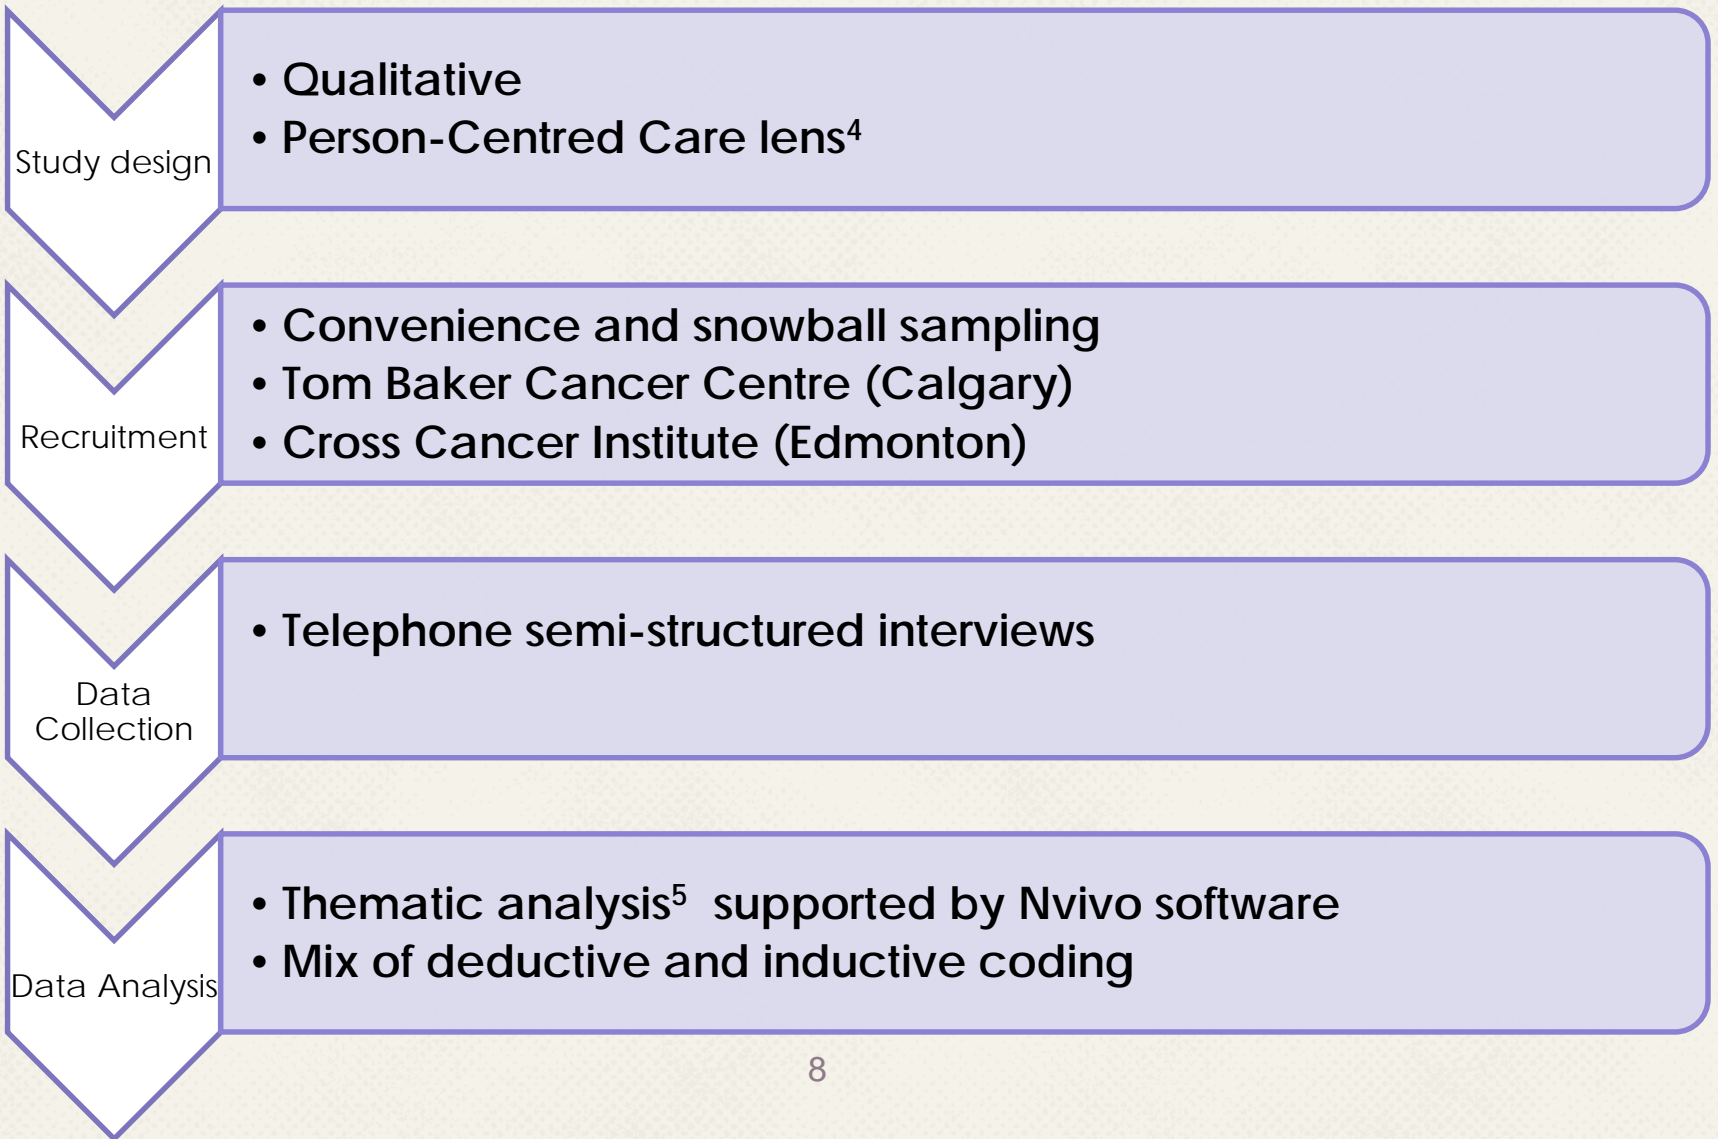 Study design
• Qualitative
• Person-Centred Care lens⁴
Recruitment
• Convenience and snowball sampling
• Tom Baker Cancer Centre (Calgary)
• Cross Cancer Institute (Edmonton)
Data
Collection
• Telephone semi-structured interviews
Data Analysis
• Thematic analysis⁵ supported by Nvivo software
• Mix of deductive and inductive coding
8